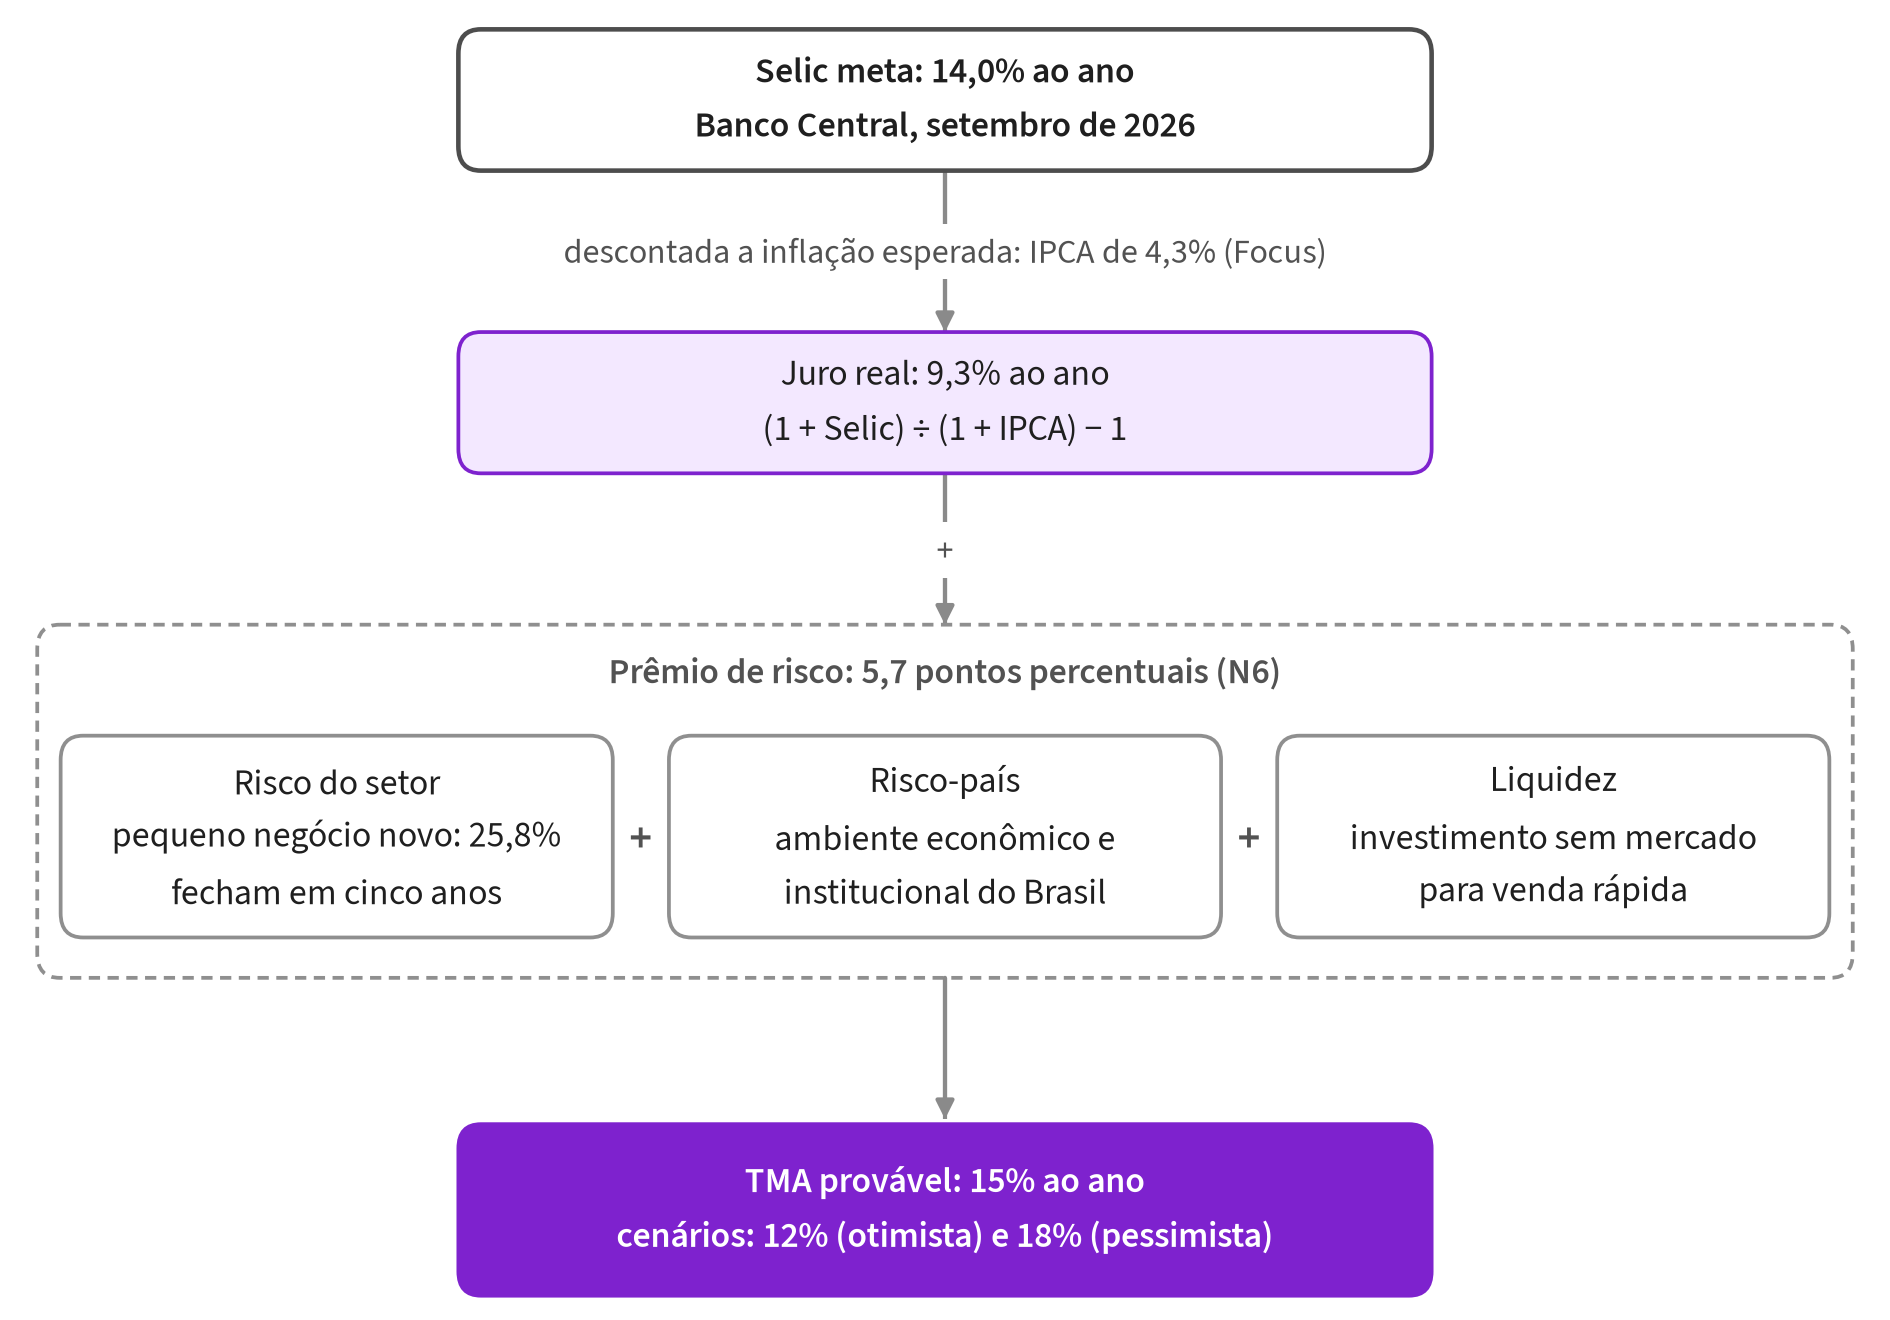 Selic meta: 14,0% ao ano
Banco Central, setembro de 2026
descontada a inflação esperada: IPCA de 4,3% (Focus)
Juro real: 9,3% ao ano
(1 + Selic) ÷ (1 + IPCA) − 1
+
Prêmio de risco: 5,7 pontos percentuais (N6)
Risco do setor
pequeno negócio novo: 25,8%
fecham em cinco anos
+
Risco-país
ambiente econômico e
institucional do Brasil
+
Liquidez
investimento sem mercado
para venda rápida
TMA provável: 15% ao ano
cenários: 12% (otimista) e 18% (pessimista)